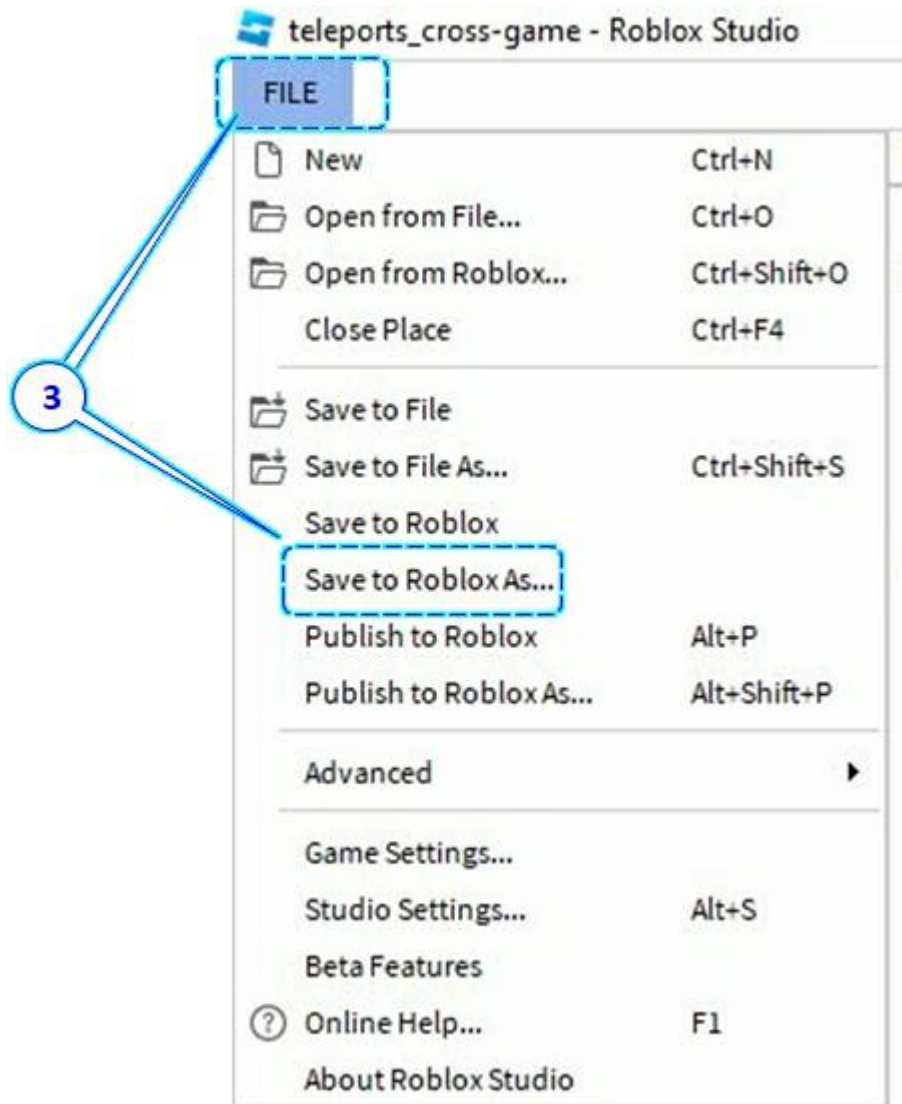 teleports_cross-game - Roblox Studio
FILE
New Ctrl+N
Open from File... Ctrl+O
Open from Roblox... Ctrl+Shift+O
Close Place Ctrl+F4
3
Save to File
Save to File As... Ctrl+Shift+S
Save to Roblox
Save to Roblox As...
Publish to Roblox Alt+P
Publish to Roblox As... Alt+Shift+P
Advanced
Game Settings...
Studio Settings... Alt+S
Beta Features
Online Help... F1
About Roblox Studio